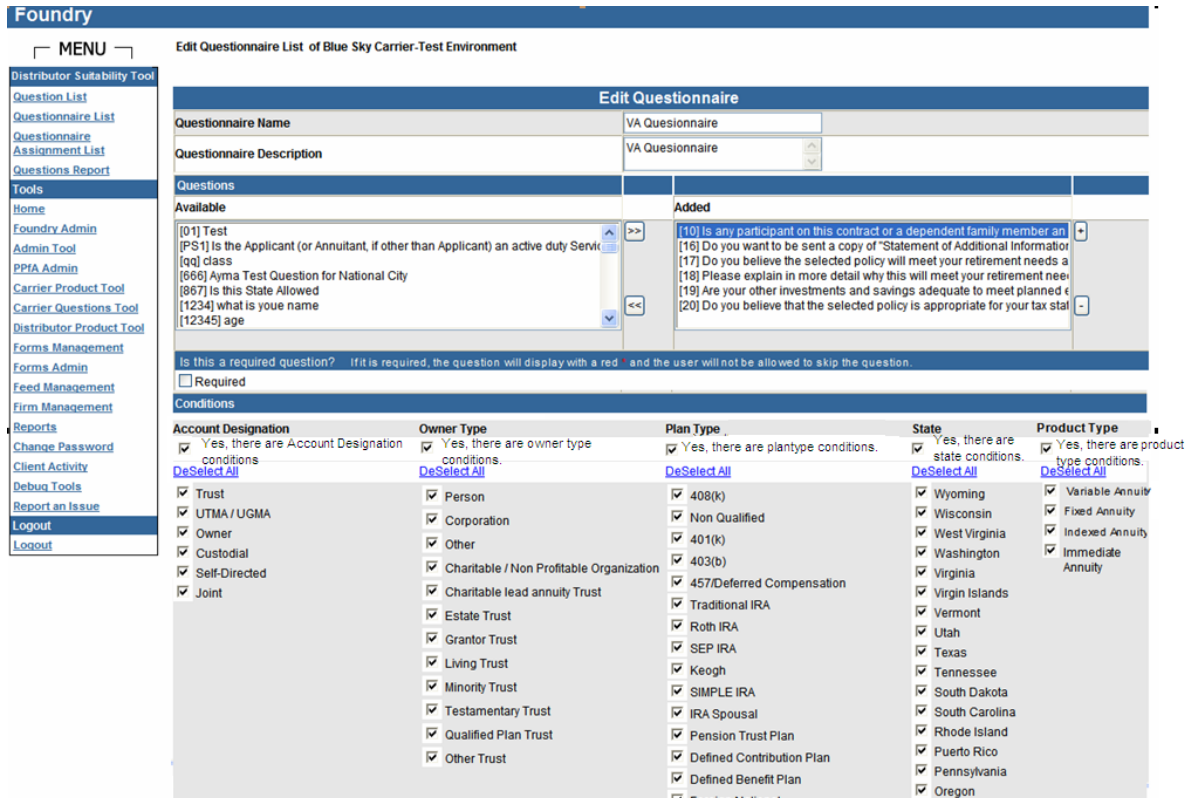 Foundry
MENU
Edit Questionnaire List of Blue Sky Carrier-Test Environment
Distributor Suitability Tool
Question List
Questionnaire List
Questionnaire
Assignment List
Questions Report
Tools
Home
Foundry Admin
Admin Tool
PPfA Admin
Carrier Product Tool
Carrier Questions Tool
Distributor Product Tool
Forms Management
Forms Admin
Feed Management
Firm Management
Reports
Change Password
Client Activity
Debug Tools
Report an Issue
Logout
Logout
Edit Questionnaire
Questionnaire Name
VA Quesionnaire
Questionnaire Description
VA Quesionnaire
Questions
Available
Added
[01] Test
[PS1] Is the Applicant (or Annuitant, if other than Applicant) an active duty Servic
[qq] class
[666] Ayma Test Question for National City
[867] Is this State Allowed
[1234] what is youe name
[12345] age
>>
<<
[10] Is any participant on this contract or a dependent family member an
[16] Do you want to be sent a copy of "Statement of Additional Information
[17] Do you believe the selected policy will meet your retirement needs a
[18] Please explain in more detail why this will meet your retirement nee
[19] Are your other investments and savings adequate to meet planned e
[20] Do you believe that the selected policy is appropriate for your tax stat
+
-
Is this a required question? If it is required, the question will display with a red * and the user will not be allowed to skip the question.
Required
Conditions
Account Designation
Yes, there are Account Designation
conditions
DeSelect All
Trust
UTMA / UGMA
Owner
Custodial
Self-Directed
Joint
Owner Type
Yes, there are owner type
conditions.
DeSelect All
Person
Corporation
Other
Charitable / Non Profitable Organization
Charitable lead annuity Trust
Estate Trust
Grantor Trust
Living Trust
Minority Trust
Testamentary Trust
Qualified Plan Trust
Other Trust
Plan Type
Yes, there are plantype conditions.
DeSelect All
408(k)
Non Qualified
401(k)
403(b)
457/Deferred Compensation
Traditional IRA
Roth IRA
SEP IRA
Keogh
SIMPLE IRA
IRA Spousal
Pension Trust Plan
Defined Contribution Plan
Defined Benefit Plan
State
Yes, there are
state conditions.
DeSelect All
Wyoming
Wisconsin
West Virginia
Washington
Virginia
Virgin Islands
Vermont
Utah
Texas
Tennessee
South Dakota
South Carolina
Rhode Island
Puerto Rico
Pennsylvania
Oregon
Product Type
Yes, there are product
type conditions.
DeSelect All
Variable Annuity
Fixed Annuity
Indexed Annuity
Immediate
Annuity